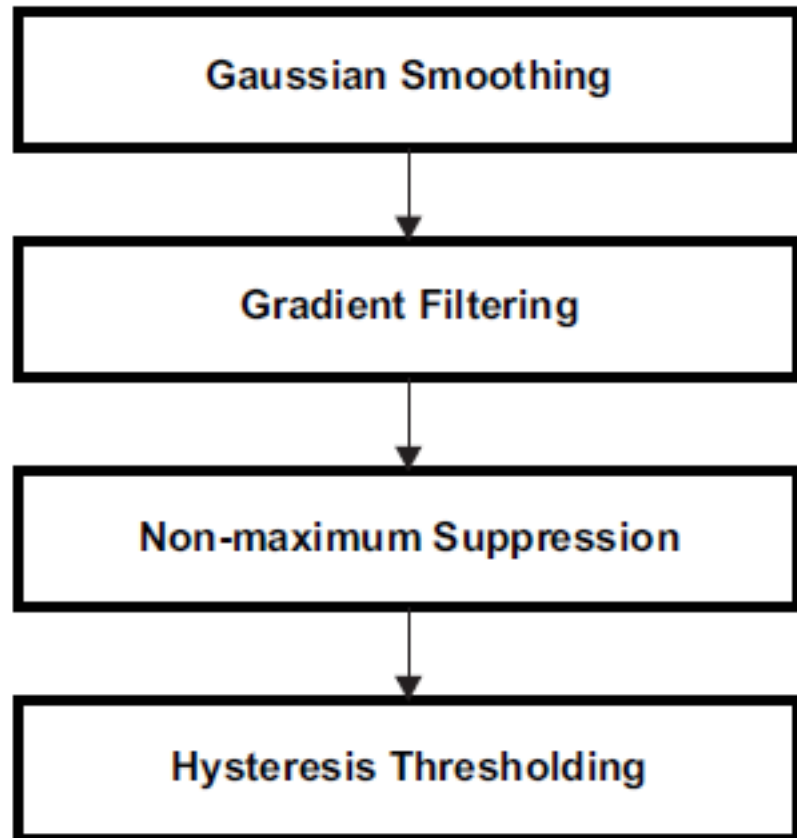 Gaussian Smoothing
Gradient Filtering
Non-maximum Suppression
Hysteresis Thresholding